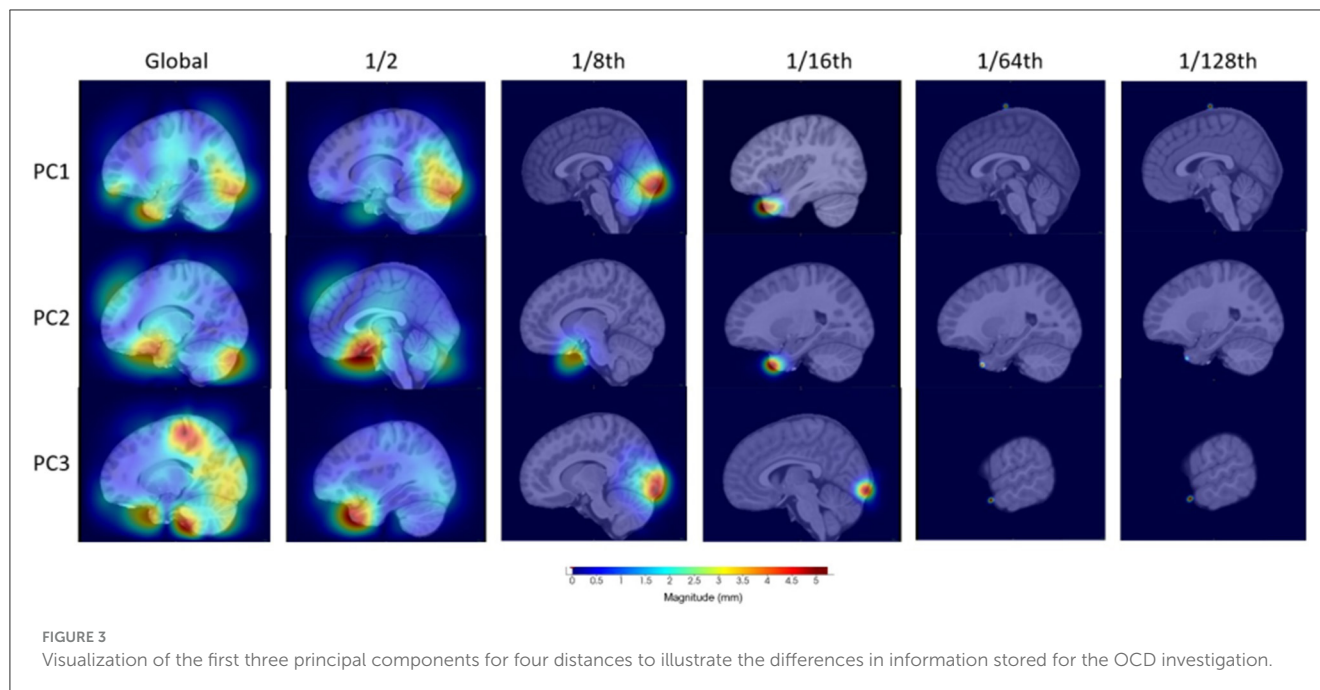 Global 1/2 1/8th 1/16th 1/64th 1/128th
PC1
PC2
PC3
0 0.5 1 1.5 2 2.5 3 3.5 4 4.5 5
Magnitude (mm)
FIGURE 3
Visualization of the first three principal components for four distances to illustrate the differences in information stored for the OCD investigation.